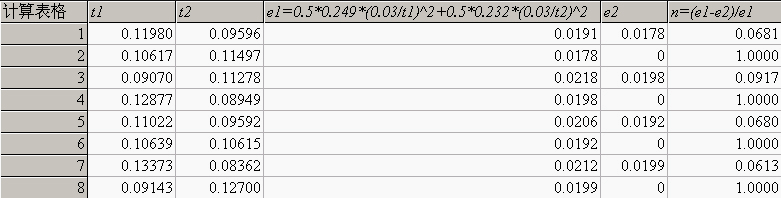 计算表格 t1 t2 e1=0.5*0.249*(0.03/t1)^2+0.5*0.232*(0.03/t2)^2 e2 n=(e1-e2)/e1
1 0.11980 0.09596 0.0191 0.0178 0.0681
2 0.10617 0.11497 0.0178 0 1.0000
3 0.09070 0.11278 0.0218 0.0198 0.0917
4 0.12877 0.08949 0.0198 0 1.0000
5 0.11022 0.09592 0.0206 0.0192 0.0680
6 0.10639 0.10615 0.0192 0 1.0000
7 0.13373 0.08362 0.0212 0.0199 0.0613
8 0.09143 0.12700 0.0199 0 1.0000